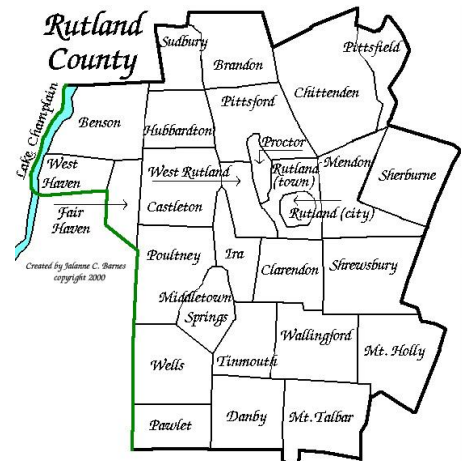 Rutland
County
Sudbury
Brandon
Pittsfield
Chittenden
Lake Champlain
Benson
Hubbardton
Pittsford
Proctor
West
Haven
West Rutland
Rutland
(town)
Mendon
Sherburne
Fair
Haven
Castleton
Rutland (city)
Created by Jalanne C. Barnes
copyright 2000
Poultney
Ira
Clarendon
Shrewsbury
Middletown
Springs
Wells
Tinmouth
Wallingford
Mt. Holly
Pawlet
Danby
Mt. Talbar